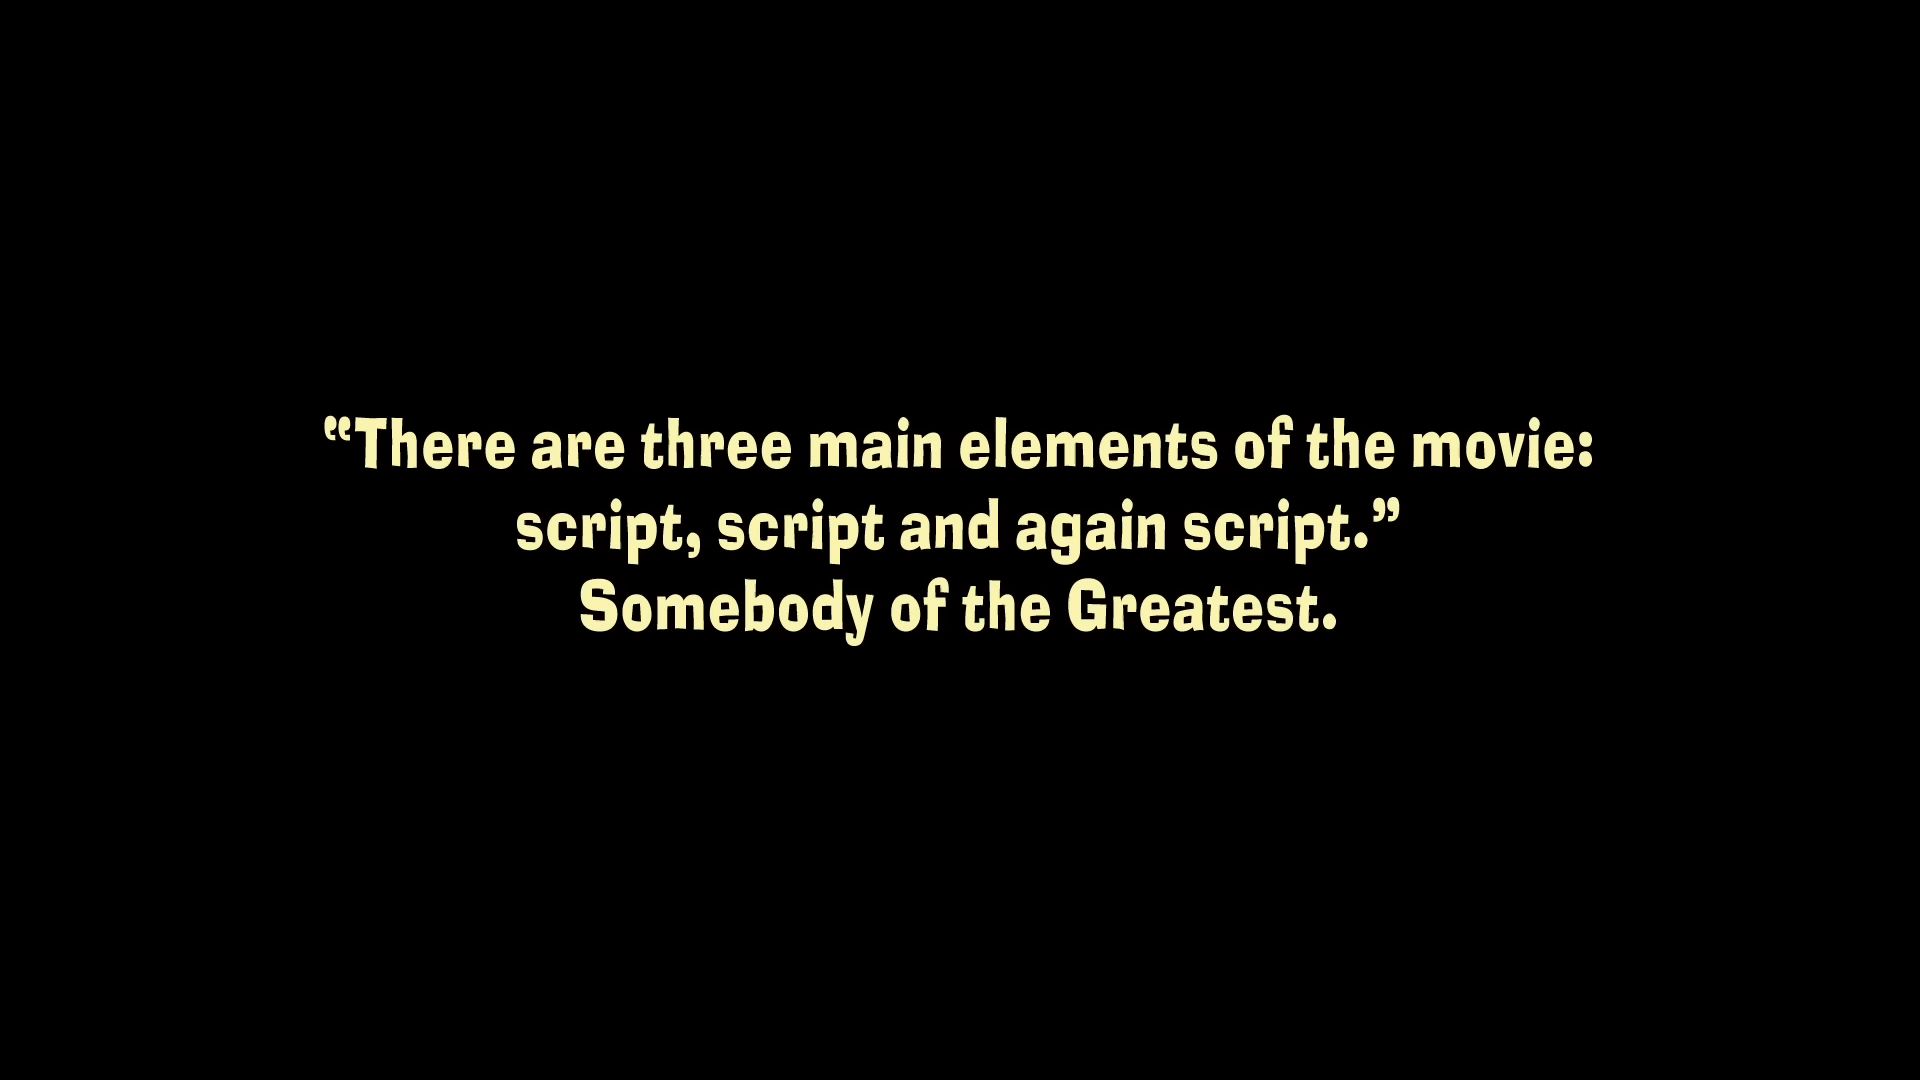 “There are three main elements of the movie:
script, script and again script.”
Somebody of the Greatest.